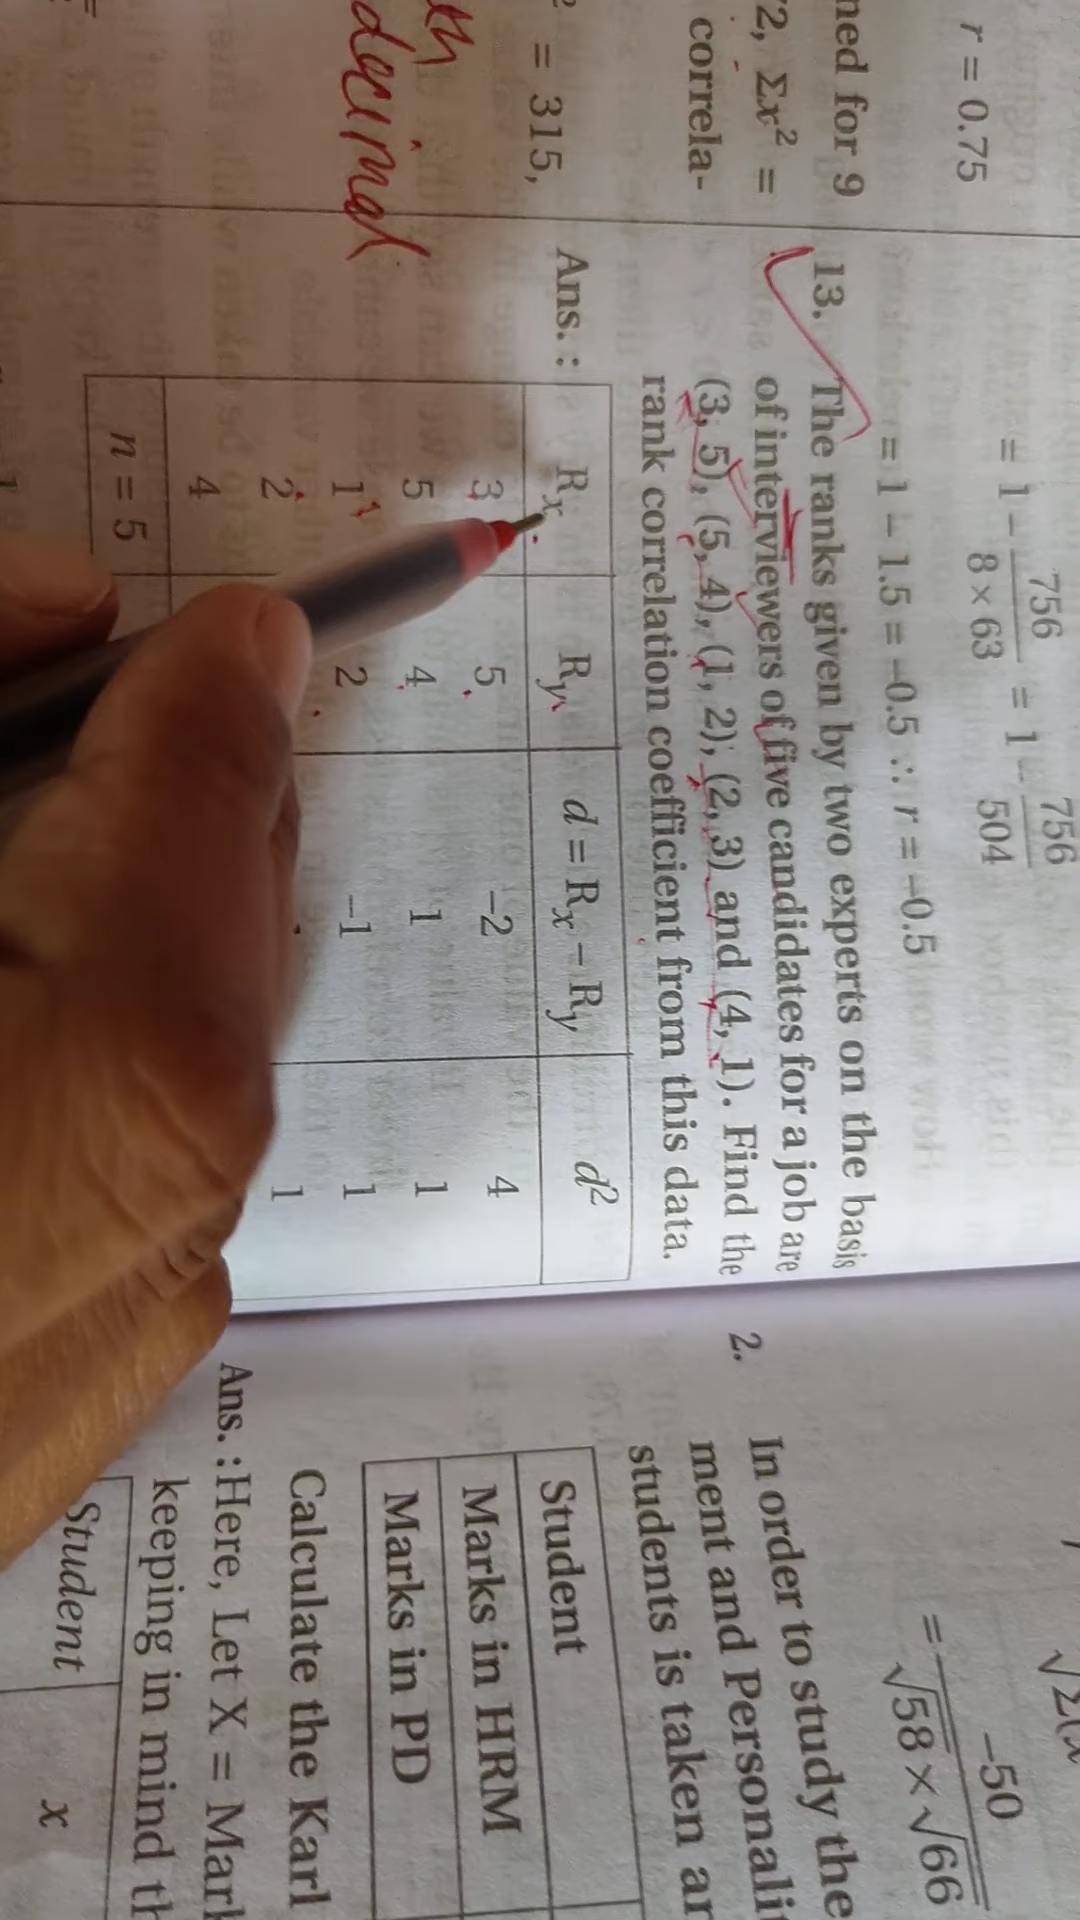 r = 0.75
ned for 9
72, Σx² =
correla-
² = 315,
th
decimal
= 1 - 756/8 × 63 = 1 - 756/504
= 1 - 1.5 = -0.5 ∴ r = -0.5
13. The ranks given by two experts on the basis
of interviewers of five candidates for a job are
(3, 5), (5, 4), (1, 2), (2, 3) and (4, 1). Find the
rank correlation coefficient from this data.
Ans. :
Rx Ry d = Rx - Ry d²
3 5 -2 4
5 4 1 1
1 2 -1 1
2 1
4
n = 5
-50
= √58 × √66
2. In order to study the
ment and Personali
students is taken ar
Student
Marks in HRM
Marks in PD
Calculate the Karl
Ans. : Here, Let X = Mar
keeping in mind th
Student x